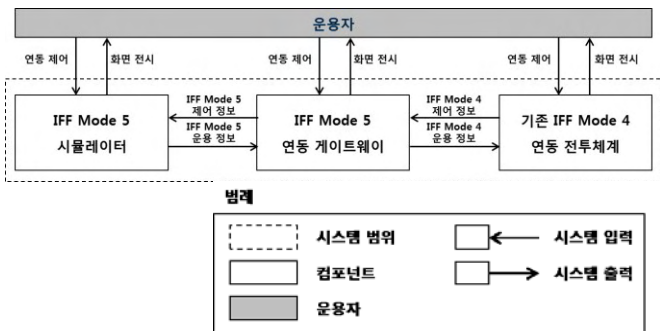 운용자
연동 제어
화면 전시
연동 제어
화면 전시
연동 제어
화면 전시
IFF Mode 5
시뮬레이터
IFF Mode 5
제어 정보
IFF Mode 5
운용 정보
IFF Mode 5
연동 게이트웨이
IFF Mode 4
제어 정보
IFF Mode 4
운용 정보
기존 IFF Mode 4
연동 전투체계
범례
시스템 범위
시스템 입력
컴포넌트
시스템 출력
운용자